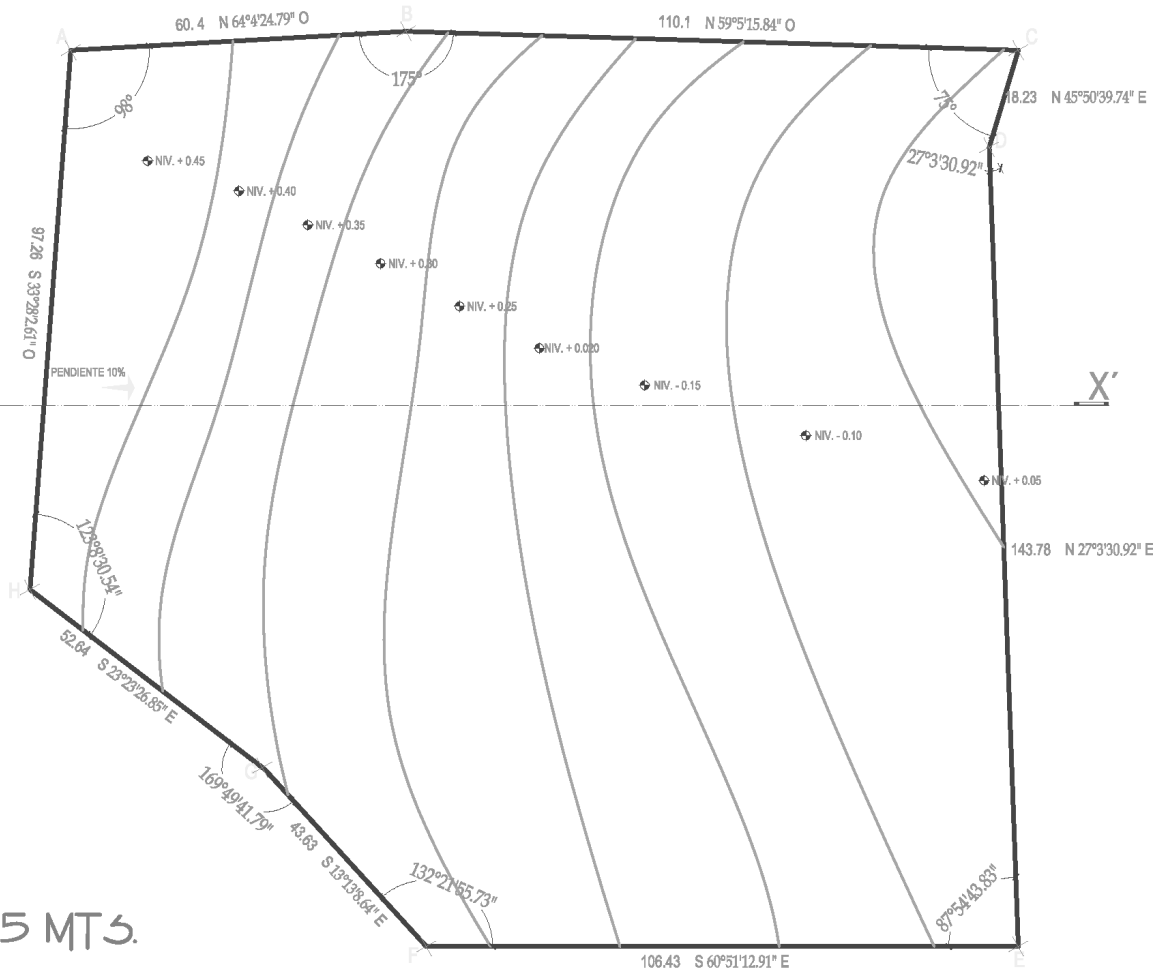 60. 4 N 64°4'24.79" O
B
110.1 N 59°5'15.84" O
A
C
98°
175°
75°
18.23 N 45°50'39.74" E
D
27°3'30.92"
NIV. + 0.45
NIV. + 0.40
NIV. + 0.35
NIV. + 0.30
NIV. + 0.25
NIV. + 0.020
NIV. - 0.15
NIV. - 0.10
NIV. + 0.05
97.26 S 33°28'2.61" O
PENDIENTE 10%
X´
123°8'30.54"
143.78 N 27°3'30.92" E
H
52.64 S 23°23'26.85" E
G
169°49'41.79"
43.63 S 13°13'8.64" E
132°21'55.73"
87°54'43.83"
5 MTS.
F
E
106.43 S 60°51'12.91" E